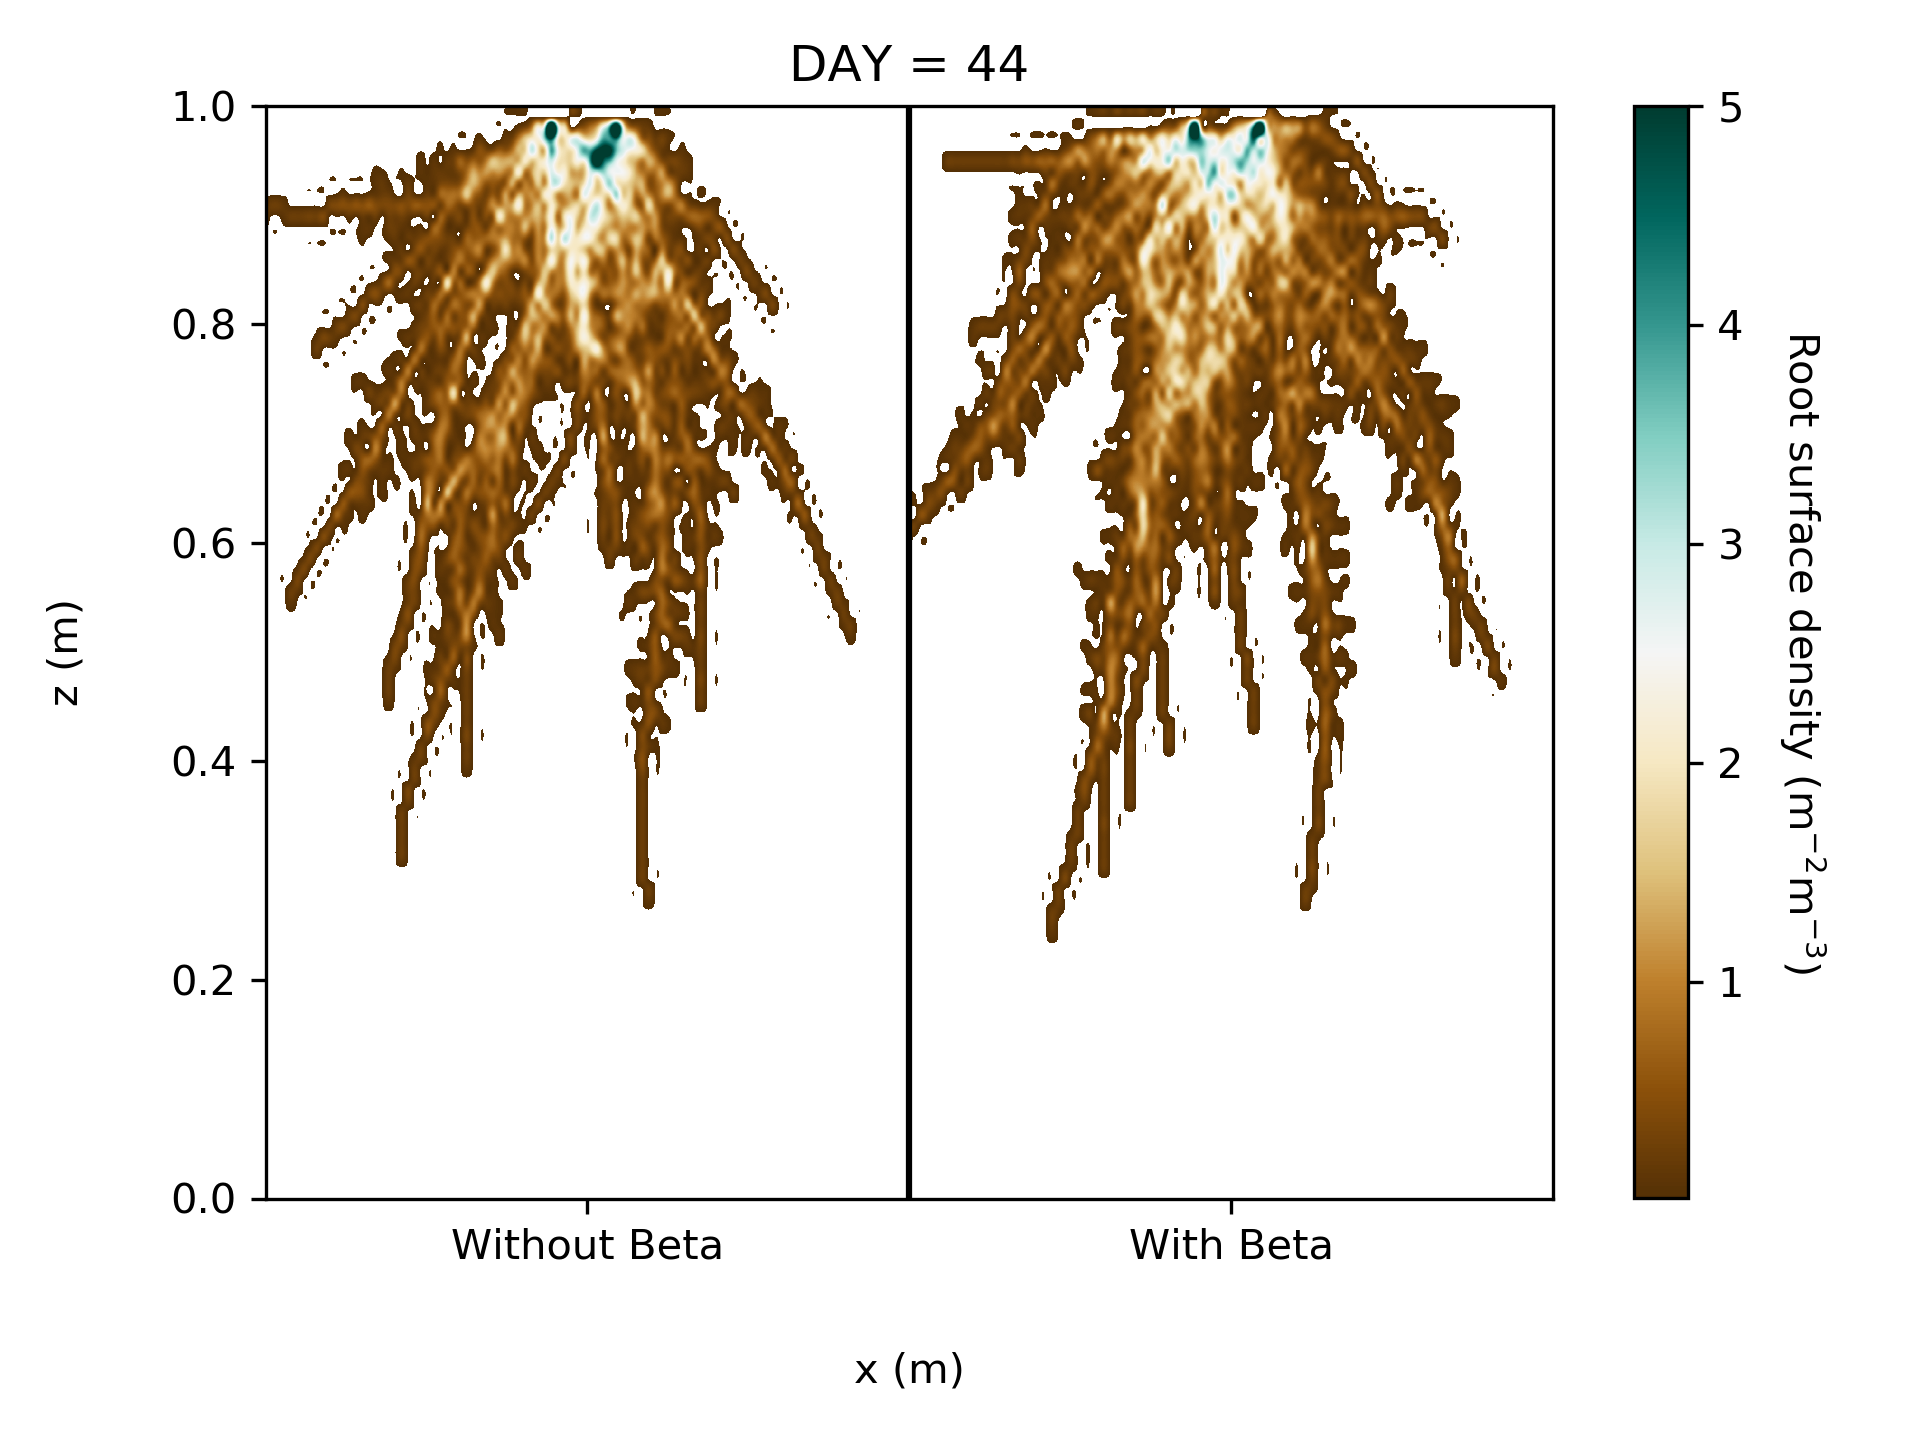 DAY = 44
1.0
0.8
0.6
0.4
0.2
0.0
z (m)
Without Beta
With Beta
x (m)
5
4
3
2
1
Root surface density (m⁻²m⁻³)